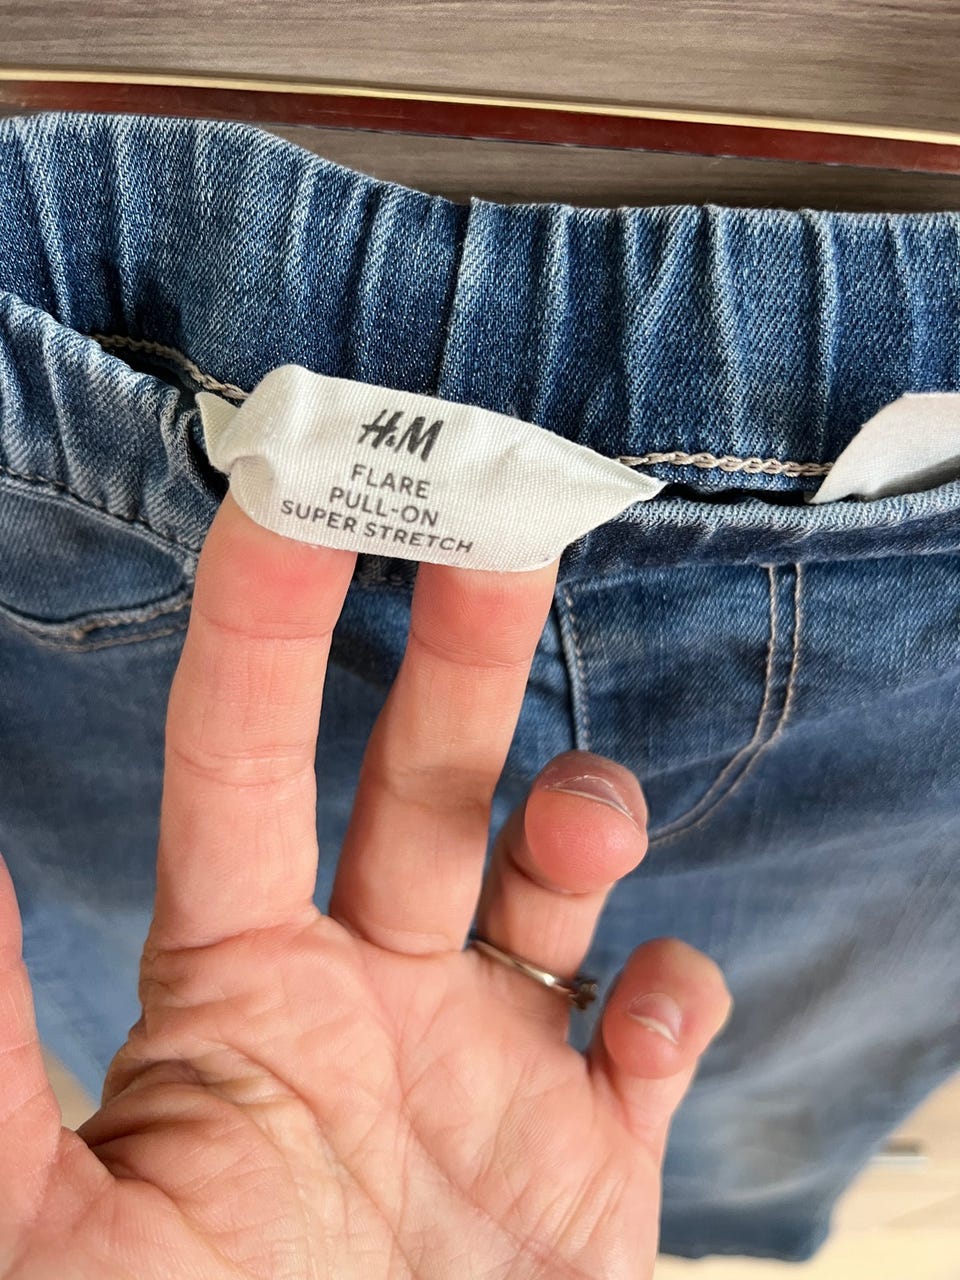 H&M
FLARE
PULL-ON
SUPER STRETCH